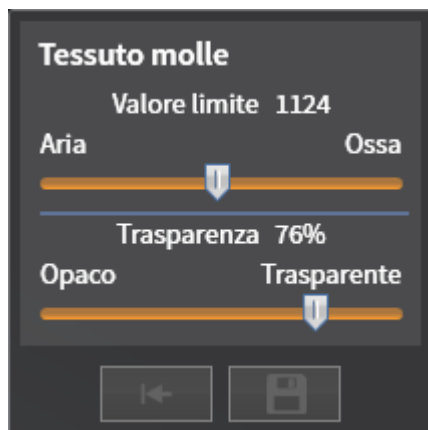 Tessuto molle
Valore limite 1124
Aria Ossa
Trasparenza 76%
Opaco Trasparente